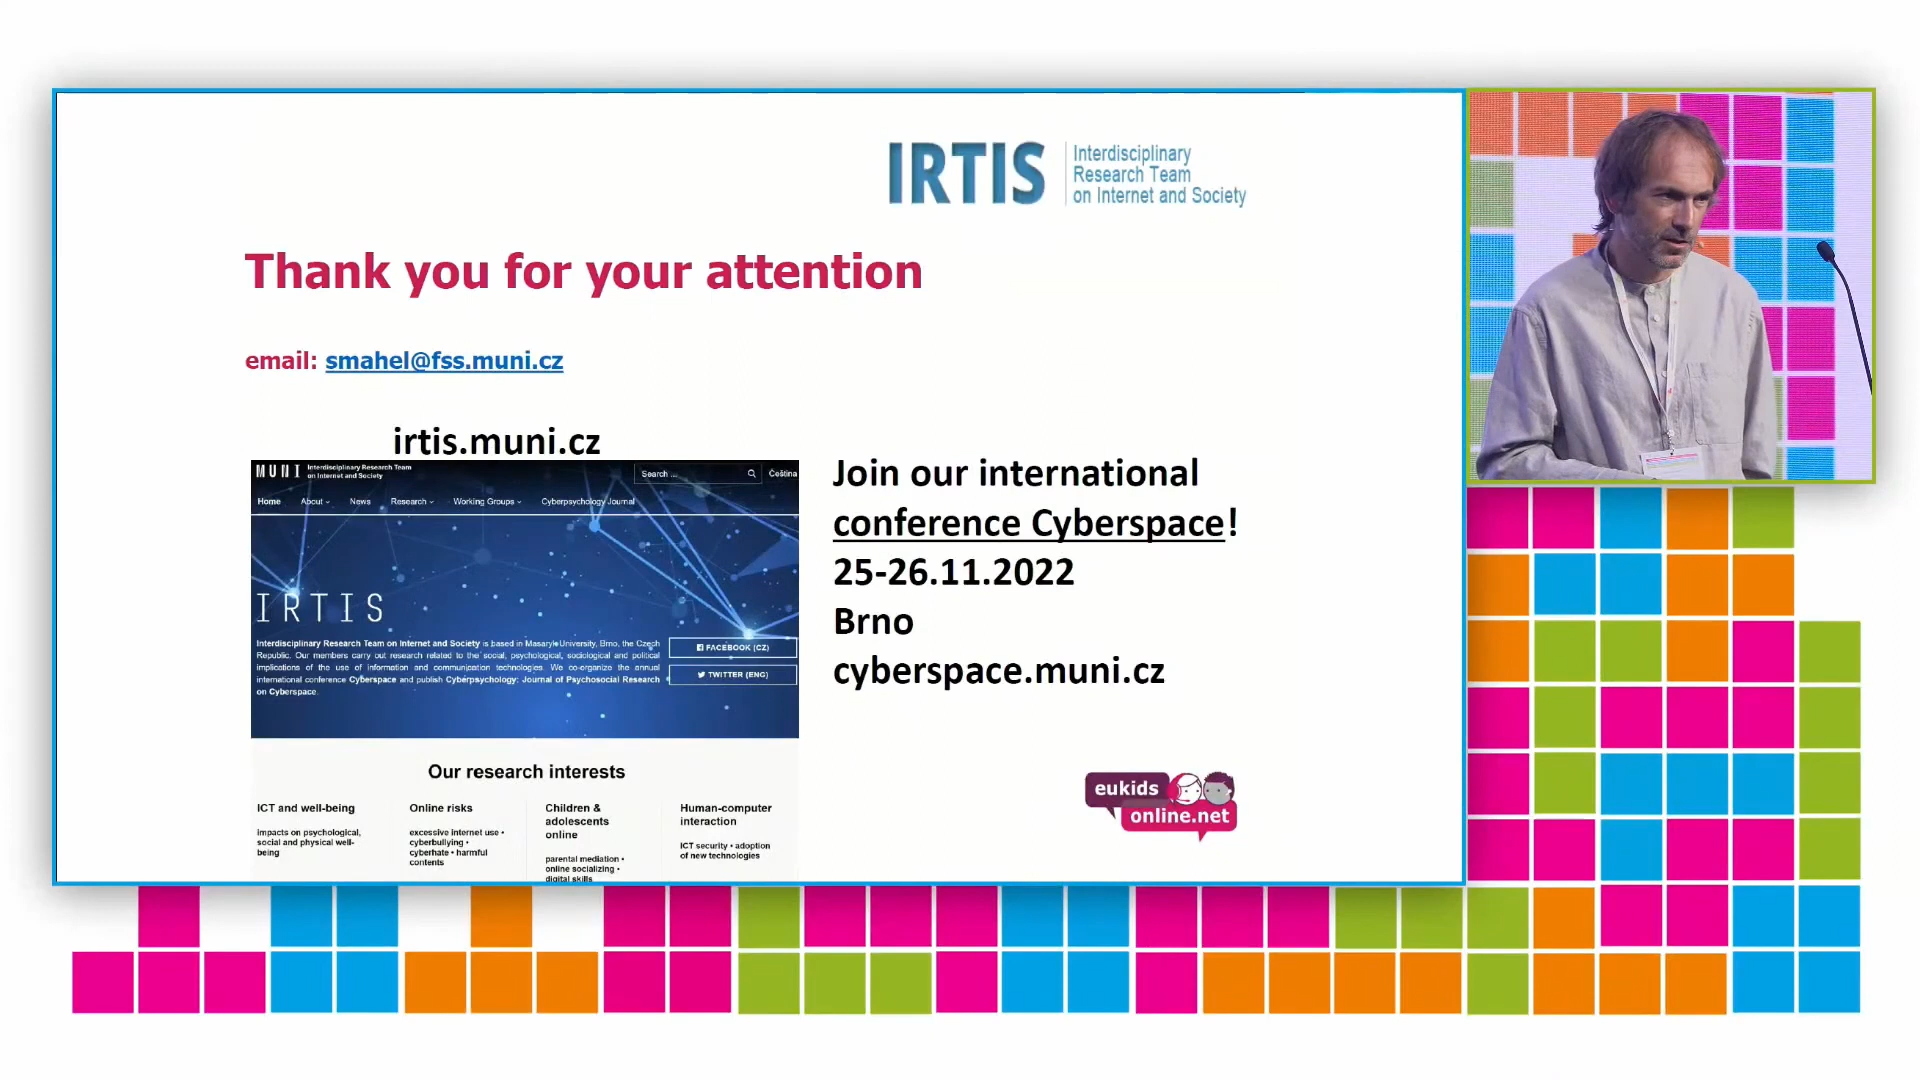 IRTIS
Interdisciplinary
Research Team
on Internet and Society
Thank you for your attention
email: smahel@fss.muni.cz
irtis.muni.cz
MUNI
Interdisciplinary Research Team
on Internet and Society
Search ...
Čeština
Home About News Research Working Groups Cyberpsychology Journal
IRTIS
Interdisciplinary Research Team on Internet and Society is based in Masaryk University, Brno, the Czech
Republic. Our members carry out research related to the social, psychological, sociological and political
implications of the use of information and communication technologies. We co-organize the annual
international conference Cyberspace and publish Cyberpsychology: Journal of Psychosocial Research
on Cyberspace.
FACEBOOK (CZ)
TWITTER (ENG)
Our research interests
ICT and well-being
impacts on psychological,
social and physical well-
being
Online risks
excessive internet use •
cyberbullying •
cyberhate • harmful
contents
Children &
adolescents
online
parental mediation •
online socializing •
digital skills
Human-computer
interaction
ICT security • adoption
of new technologies
Join our international
conference Cyberspace!
25-26.11.2022
Brno
cyberspace.muni.cz
eukids
online.net